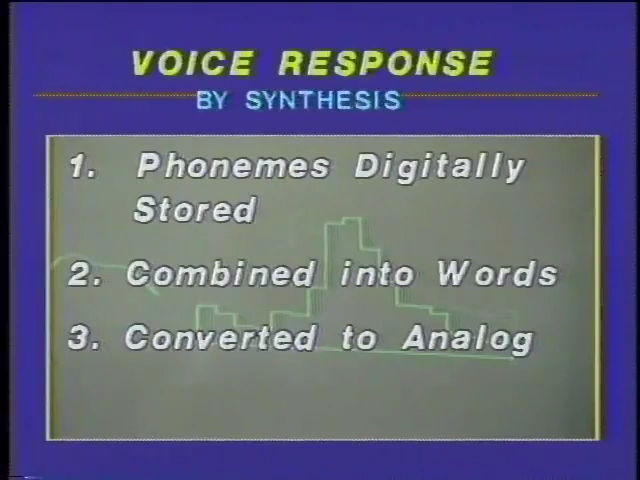 VOICE RESPONSE
BY SYNTHESIS
1. Phonemes Digitally
Stored
2. Combined into Words
3. Converted to Analog